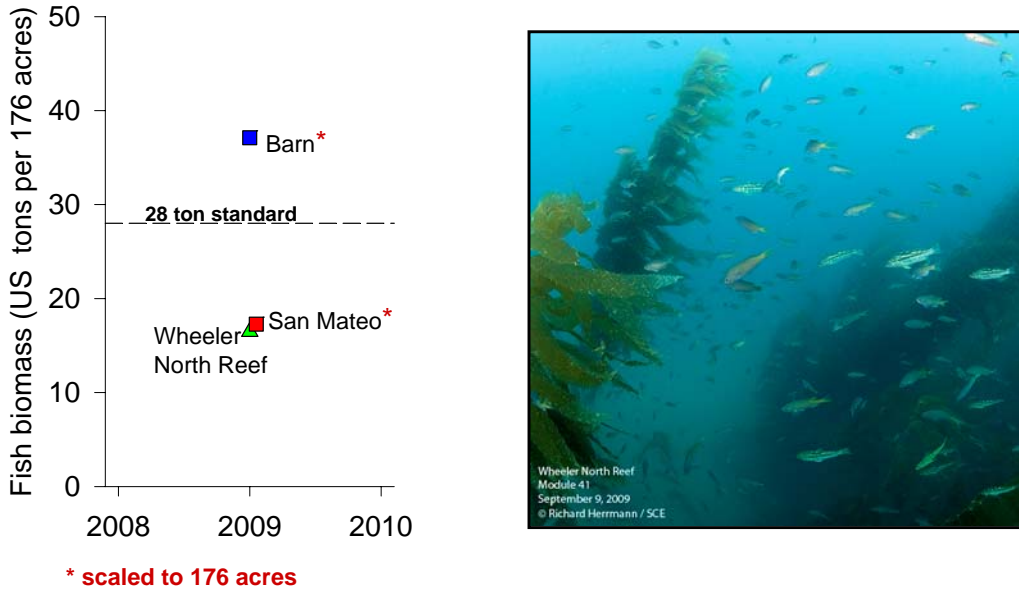 Fish biomass (US tons per 176 acres)
50
40
30
20
10
0
Barn*
28 ton standard
San Mateo*
Wheeler
North Reef
2008 2009 2010
* scaled to 176 acres
Wheeler North Reef
Module 41
September 9, 2009
© Richard Herrmann / SCE